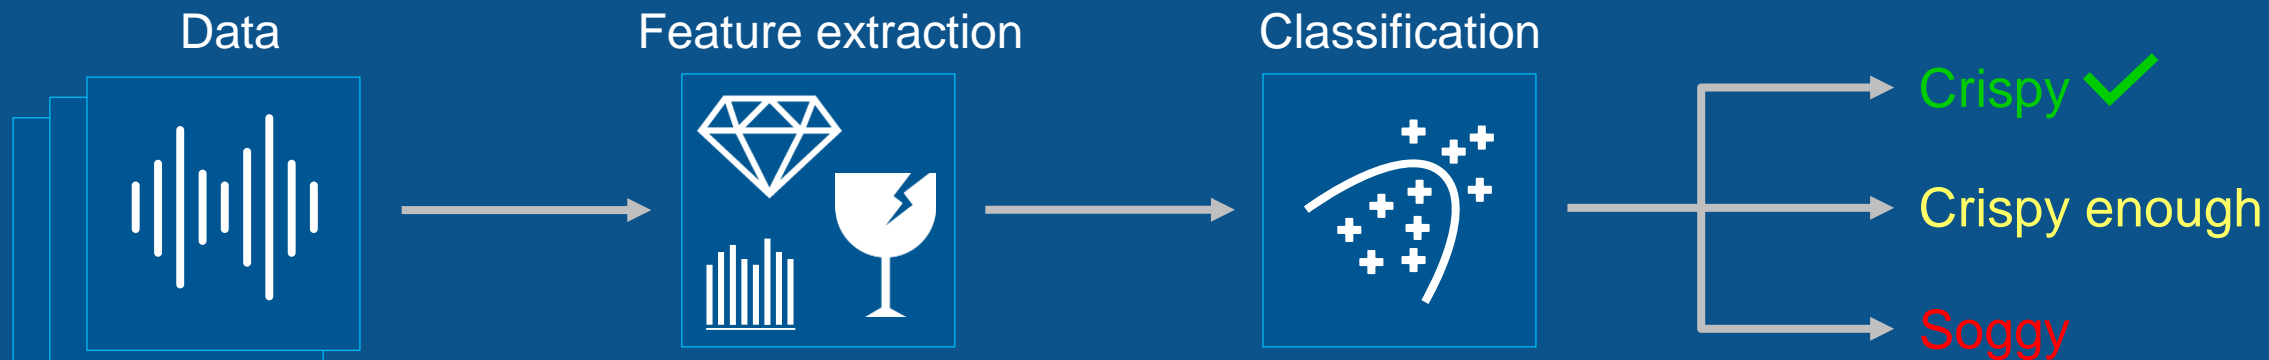 Data
Feature extraction
Classification
Crispy
Crispy enough
Soggy